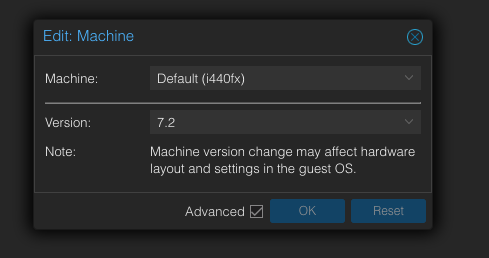 Edit: Machine
Machine: Default (i440fx)
Version: 7.2
Note: Machine version change may affect hardware
layout and settings in the guest OS.
Advanced OK Reset